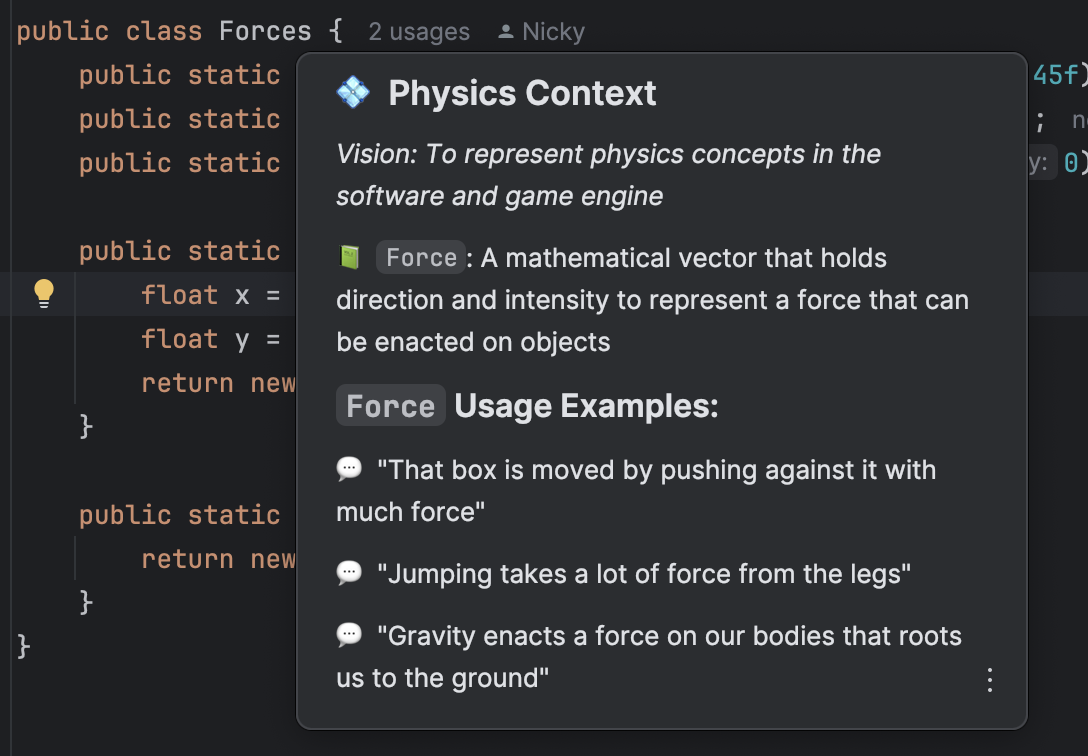 public class Forces { 2 usages Nicky
public static 45f)
public static ;
public static y: 0)
public static
float x =
float y =
return new
}
public static
return new
}
}
Physics Context
Vision: To represent physics concepts in the
software and game engine
Force: A mathematical vector that holds
direction and intensity to represent a force that can
be enacted on objects
Force Usage Examples:
"That box is moved by pushing against it with
much force"
"Jumping takes a lot of force from the legs"
"Gravity enacts a force on our bodies that roots
us to the ground"